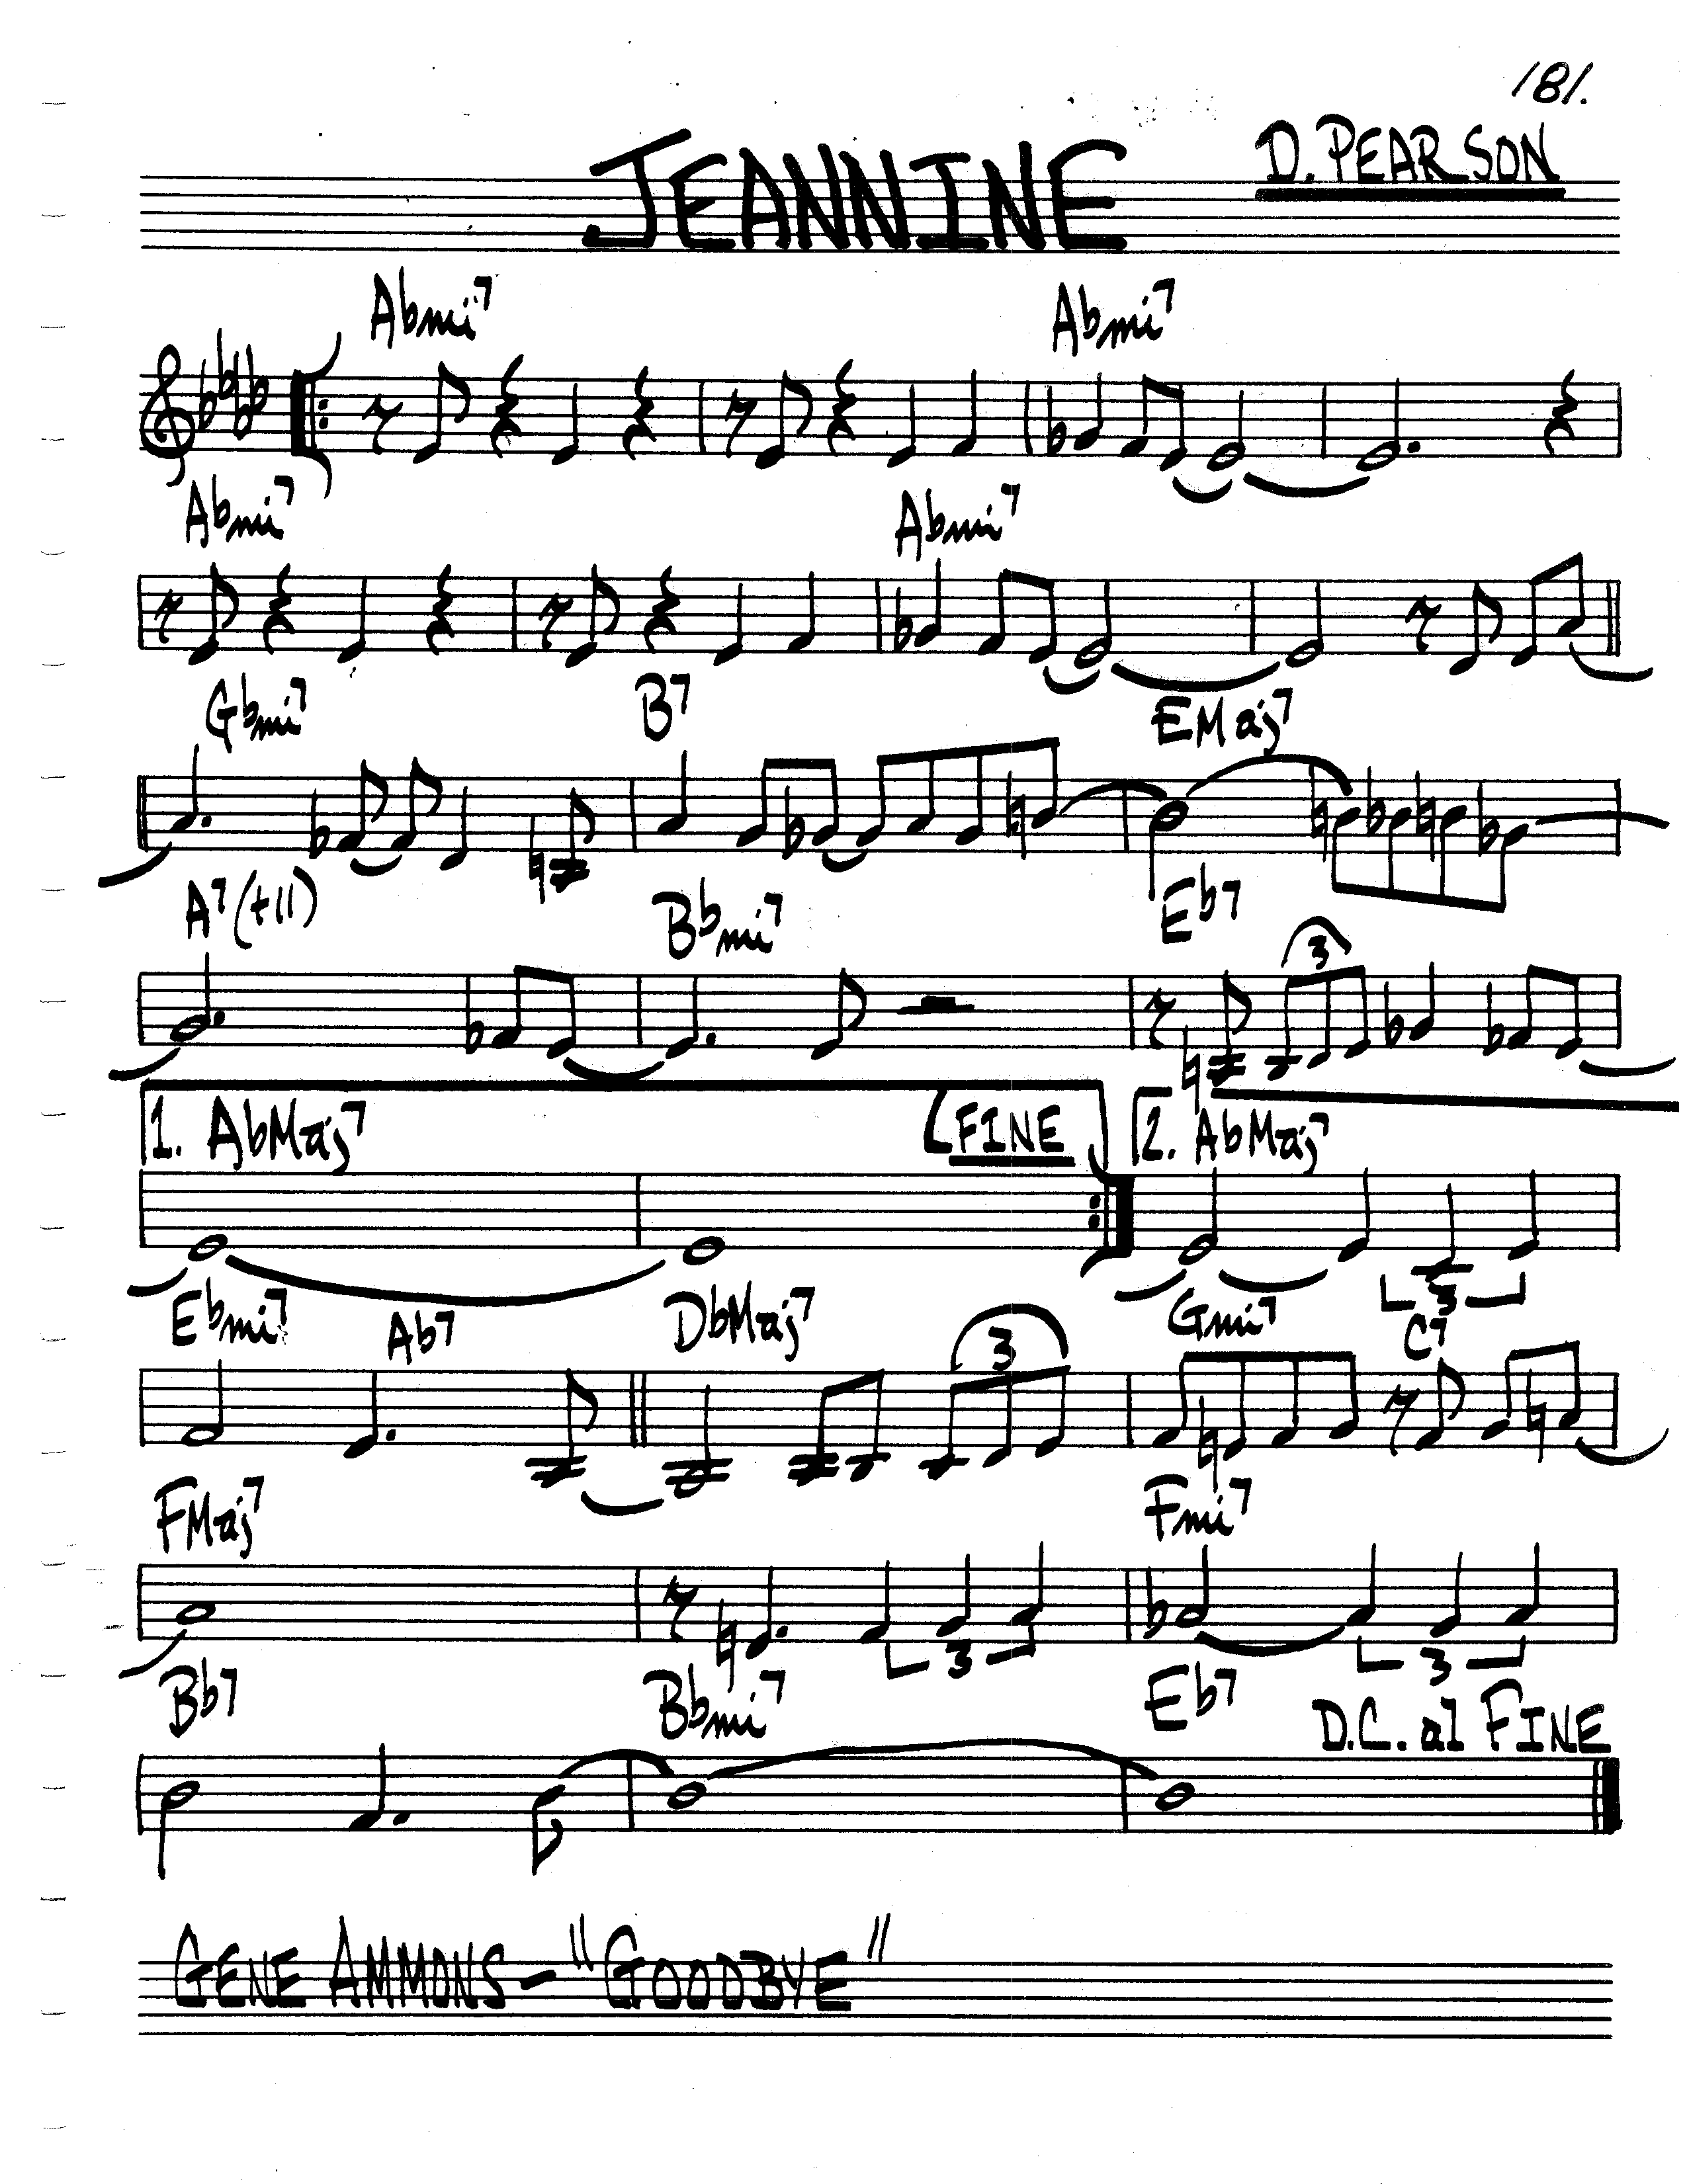 181.
JEANNINE
D. PEARSON
Abmi7 Abmi7
Abmi7 Abmi7
Gbmi7 B7 EMaj7
A7(+11) Bbmi7 Eb7
3
1. AbMaj7 FINE 2. AbMaj7
3
Ebmi7 Ab7 DbMaj7 Gmi7 C7
3
FMaj7 Fmi7
3 3
Bb7 Bbmi7 Eb7 D.C. al FINE
GENE AMMONS - "GOODBYE"